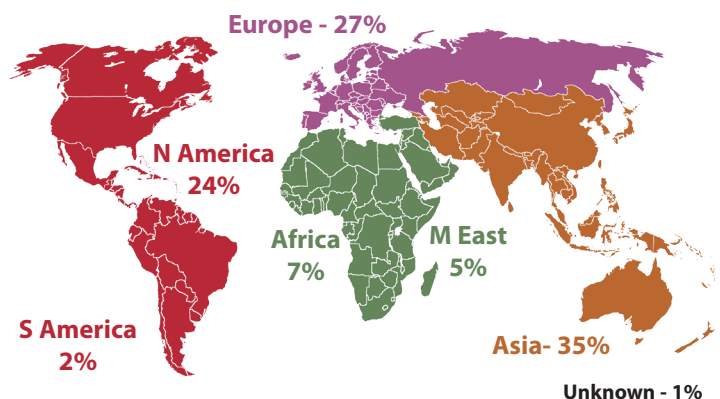 Europe - 27%
N America
24%
Africa
7%
M East
5%
S America
2%
Asia- 35%
Unknown - 1%